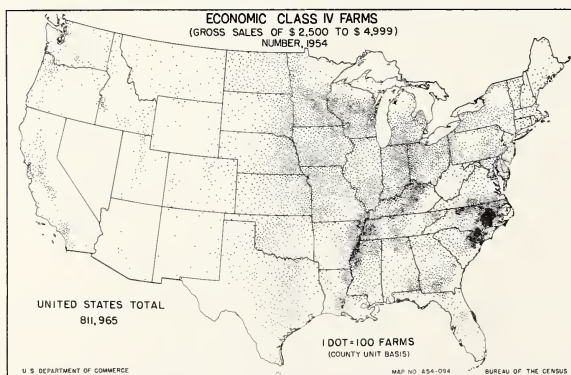 ECONOMIC CLASS IV FARMS
(GROSS SALES OF $2,500 TO $4,999)
NUMBER, 1954
UNITED STATES TOTAL
811,965
1 DOT = 100 FARMS
(COUNTY UNIT BASIS)
U S DEPARTMENT OF COMMERCE
MAP NO A54-094
BUREAU OF THE CENSUS